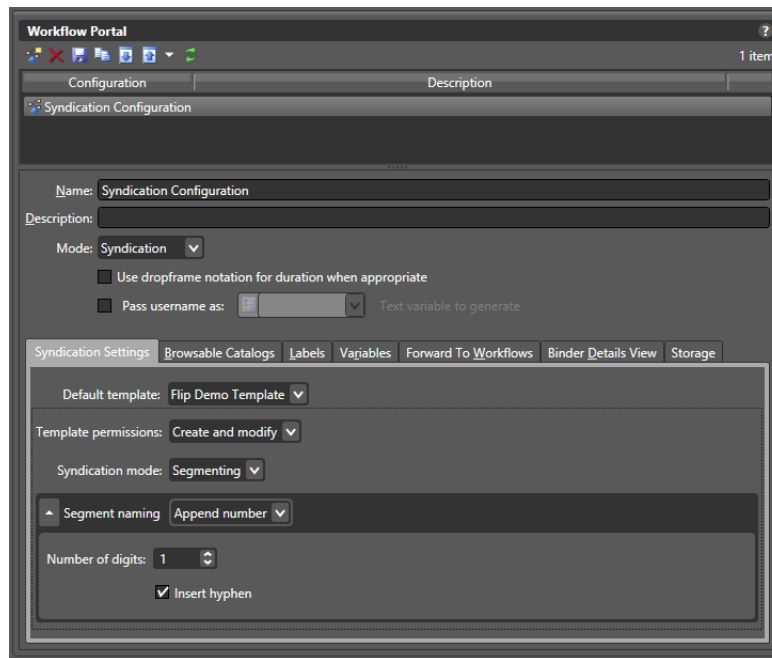 Workflow Portal ?
1 item
Configuration Description
Syndication Configuration
Name: Syndication Configuration
Description:
Mode: Syndication
Use dropframe notation for duration when appropriate
Pass username as: Text variable to generate
Syndication Settings Browsable Catalogs Labels Variables Forward To Workflows Binder Details View Storage
Default template: Flip Demo Template
Template permissions: Create and modify
Syndication mode: Segmenting
Segment naming Append number
Number of digits: 1
Insert hyphen